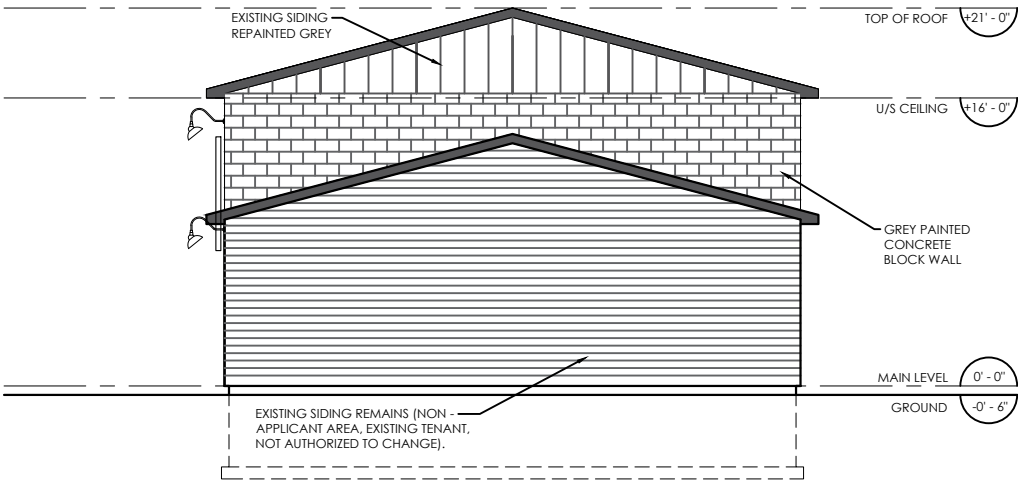 EXISTING SIDING
REPAINTED GREY
TOP OF ROOF +21' - 0"
U/S CEILING +16' - 0"
GREY PAINTED
CONCRETE
BLOCK WALL
MAIN LEVEL 0' - 0"
GROUND -0' - 6"
EXISTING SIDING REMAINS (NON -
APPLICANT AREA, EXISTING TENANT,
NOT AUTHORIZED TO CHANGE).